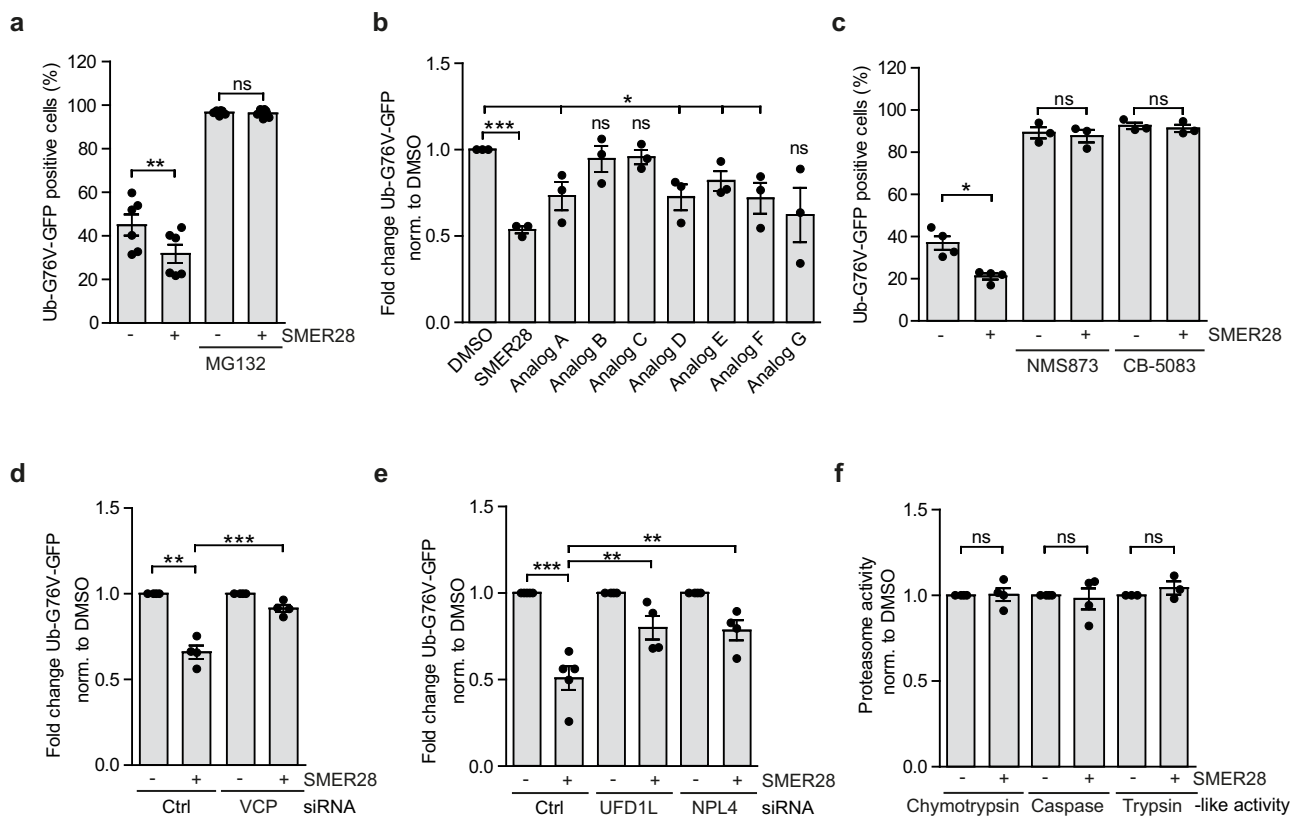 a
Ub-G76V-GFP positive cells (%)
120
100
80
60
40
20
0
**
ns
- + - + SMER28
MG132
b
Fold change Ub-G76V-GFP
norm. to DMSO
1.5
1.0
0.5
0.0
*
***
ns
ns
ns
DMSO
SMER28
Analog A
Analog B
Analog C
Analog D
Analog E
Analog F
Analog G
c
Ub-G76V-GFP positive cells (%)
120
100
80
60
40
20
0
*
ns
ns
- + - + - + SMER28
NMS873 CB-5083
d
Fold change Ub-G76V-GFP
norm. to DMSO
1.5
1.0
0.5
0.0
**
***
- + - + SMER28
Ctrl VCP siRNA
e
Fold change Ub-G76V-GFP
norm. to DMSO
1.5
1.0
0.5
0.0
***
**
**
- + - + - + SMER28
Ctrl UFD1L NPL4 siRNA
f
Proteasome activity
norm. to DMSO
1.5
1.0
0.5
0.0
ns
ns
ns
- + - + - + SMER28
Chymotrypsin Caspase Trypsin -like activity